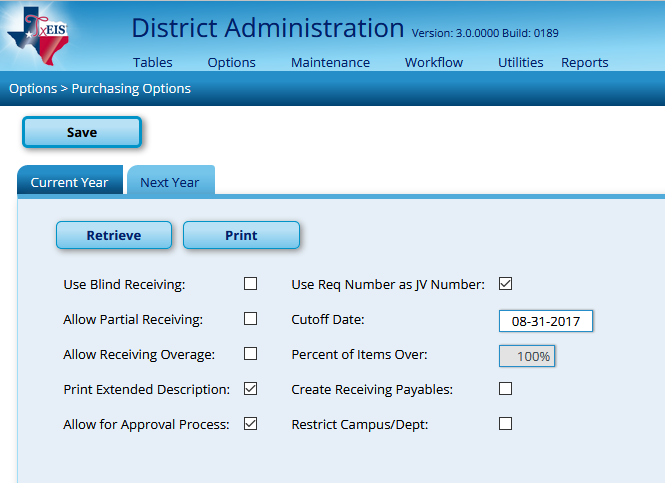 TxEIS
District Administration Version: 3.0.0000 Build: 0189
Tables Options Maintenance Workflow Utilities Reports
Options > Purchasing Options
Save
Current Year Next Year
Retrieve Print
Use Blind Receiving: Use Req Number as JV Number:
Allow Partial Receiving: Cutoff Date: 08-31-2017
Allow Receiving Overage: Percent of Items Over: 100%
Print Extended Description: Create Receiving Payables:
Allow for Approval Process: Restrict Campus/Dept: